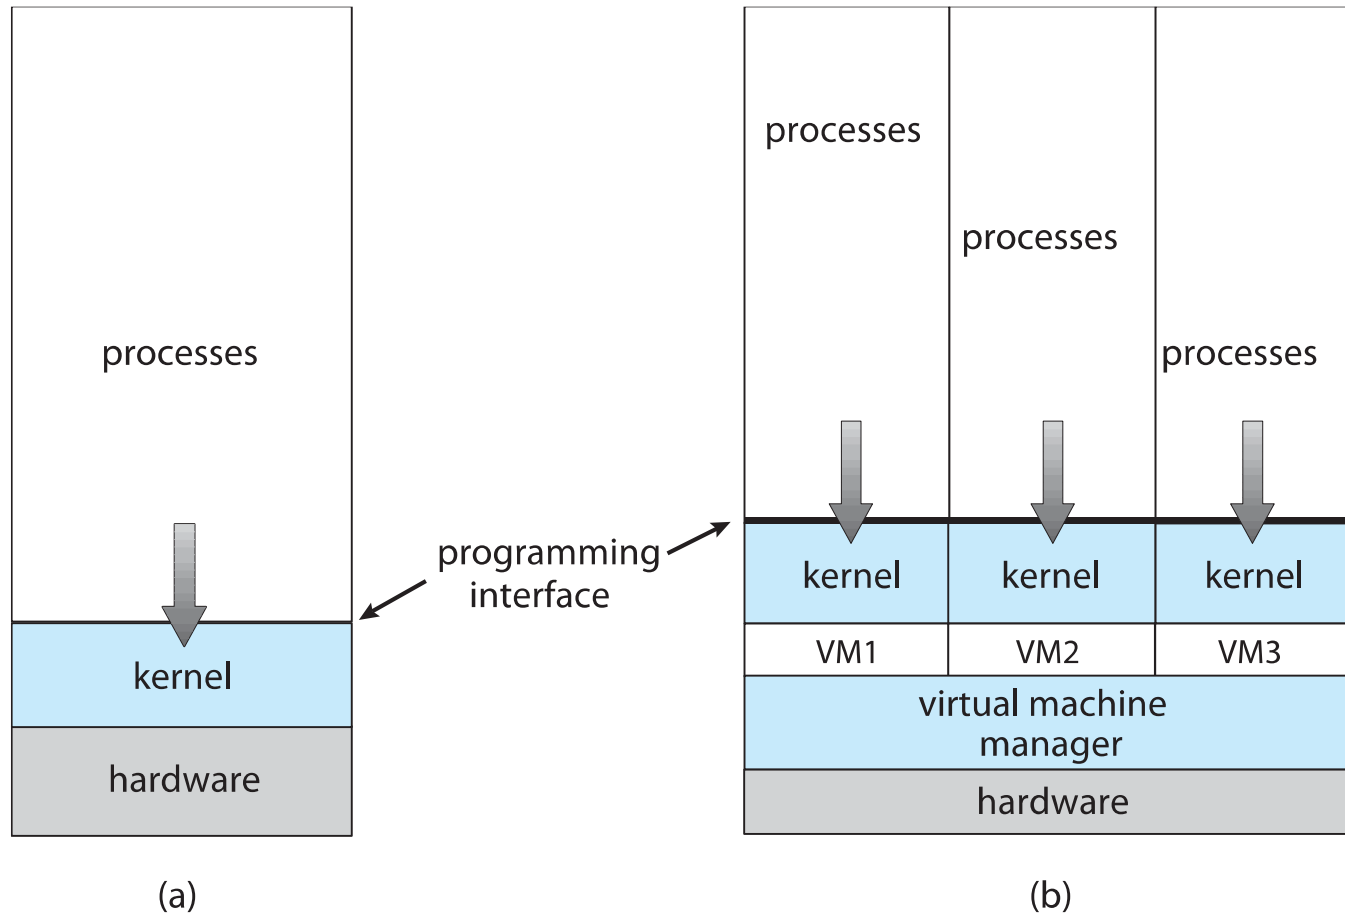 processes
kernel
hardware
(a)
programming
interface
processes
processes
processes
kernel kernel kernel
VM1 VM2 VM3
virtual machine
manager
hardware
(b)